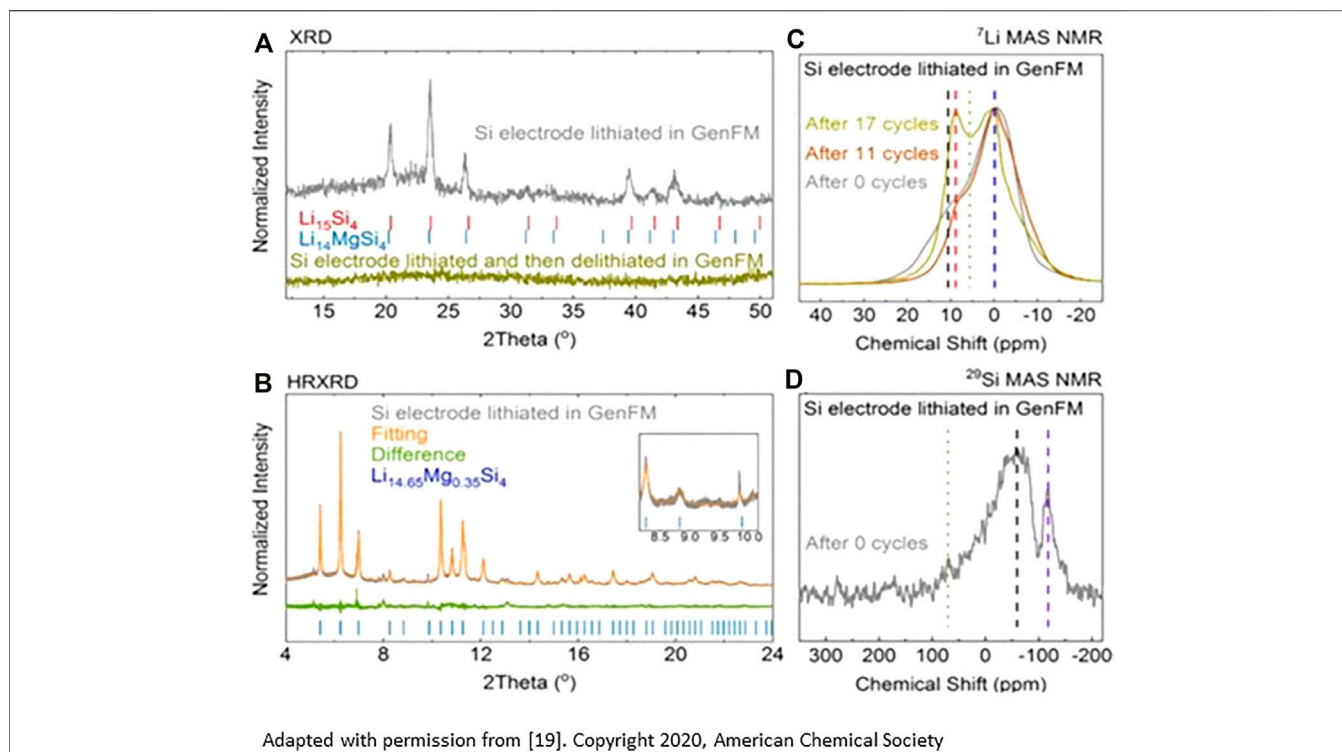 A XRD
Normalized Intensity
Si electrode lithiated in GenFM
Li₁₅Si₄
Li₁₄MgSi₄
Si electrode lithiated and then delithiated in GenFM
15 20 25 30 35 40 45 50
2Theta (°)
C ⁷Li MAS NMR
Normalized Intensity
Si electrode lithiated in GenFM
After 17 cycles
After 11 cycles
After 0 cycles
40 20 10 0 -10 -20
Chemical Shift (ppm)
B HRXRD
Normalized Intensity
Si electrode lithiated in GenFM
Fitting
Difference
Li₁₄.₆₅Mg₀.₃₅Si₄
8.5 9.0 9.5 10.0
4 8 12 16 20 24
2Theta (°)
D ²⁹Si MAS NMR
Normalized Intensity
Si electrode lithiated in GenFM
After 0 cycles
300 200 100 0 -100 -200
Chemical Shift (ppm)
Adapted with permission from [19]. Copyright 2020, American Chemical Society